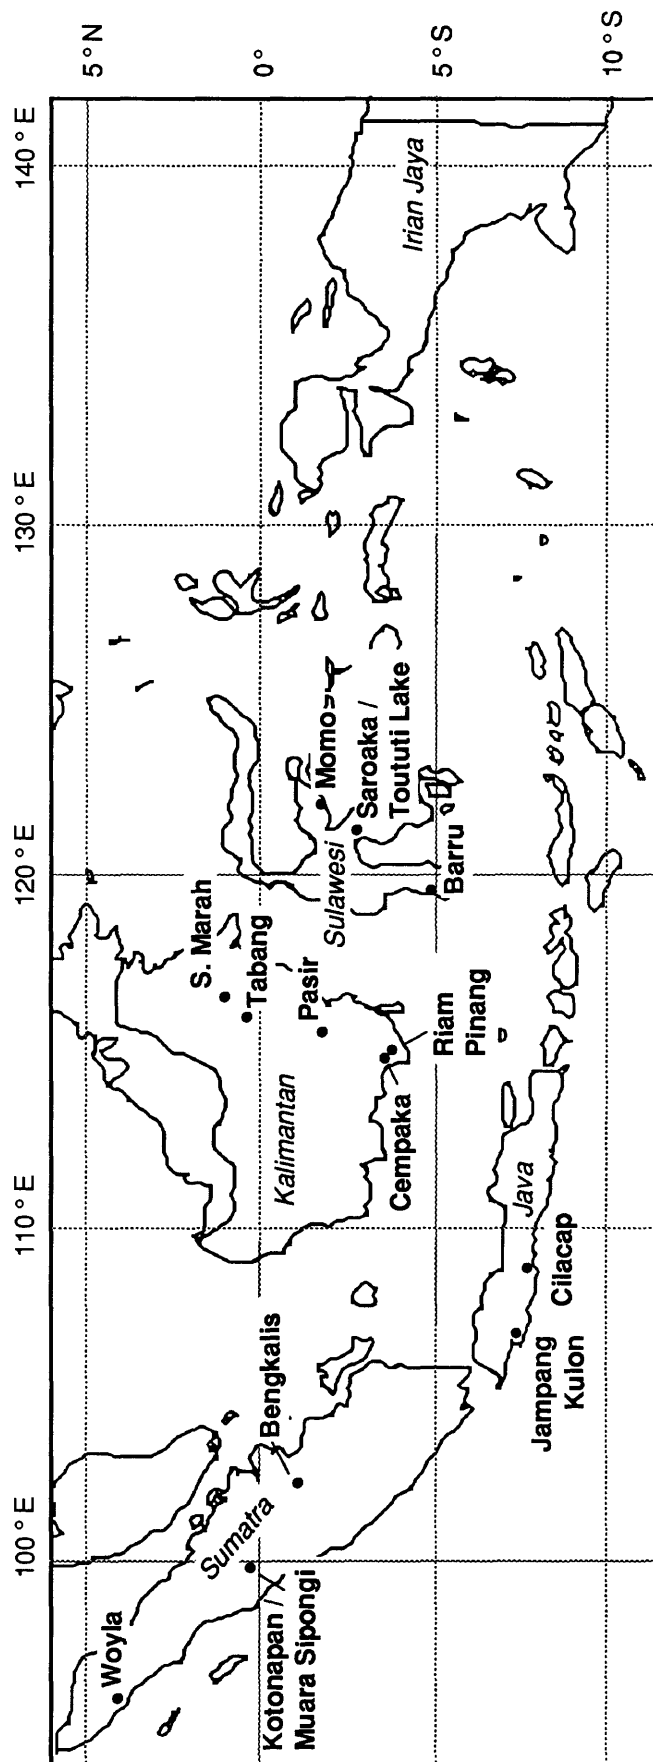 100°E
110°E
120°E
130°E
140°E
5°N
0°
5°S
10°S
Woyla
Sumatra
Bengkalis
Kotonapan /
Muara Sipongi
Jampang
Kulon
Cilacap
Java
Kalimantan
Cempaka
Riam
Pinang
Pasir
Tabang
S. Marah
Sulawesi
Barru
Momos
Saroaka /
Toututi Lake
Irian Jaya